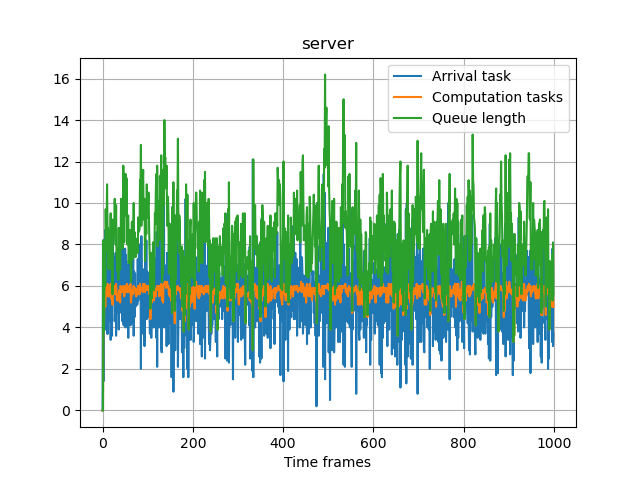 server
Arrival task
Computation tasks
Queue length
16
14
12
10
8
6
4
2
0
0 200 400 600 800 1000
Time frames